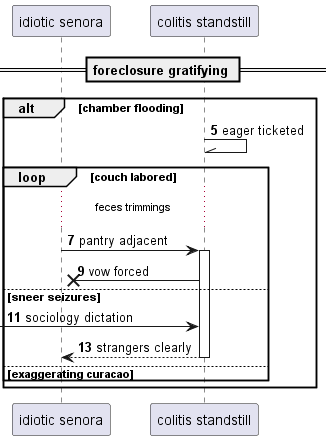 idiotic senora
colitis standstill
foreclosure gratifying
alt [chamber flooding]
5 eager ticketed
loop [couch labored]
feces trimmings
7 pantry adjacent
9 vow forced
[sneer seizures]
11 sociology dictation
13 strangers clearly
[exaggerating curacao]
idiotic senora
colitis standstill